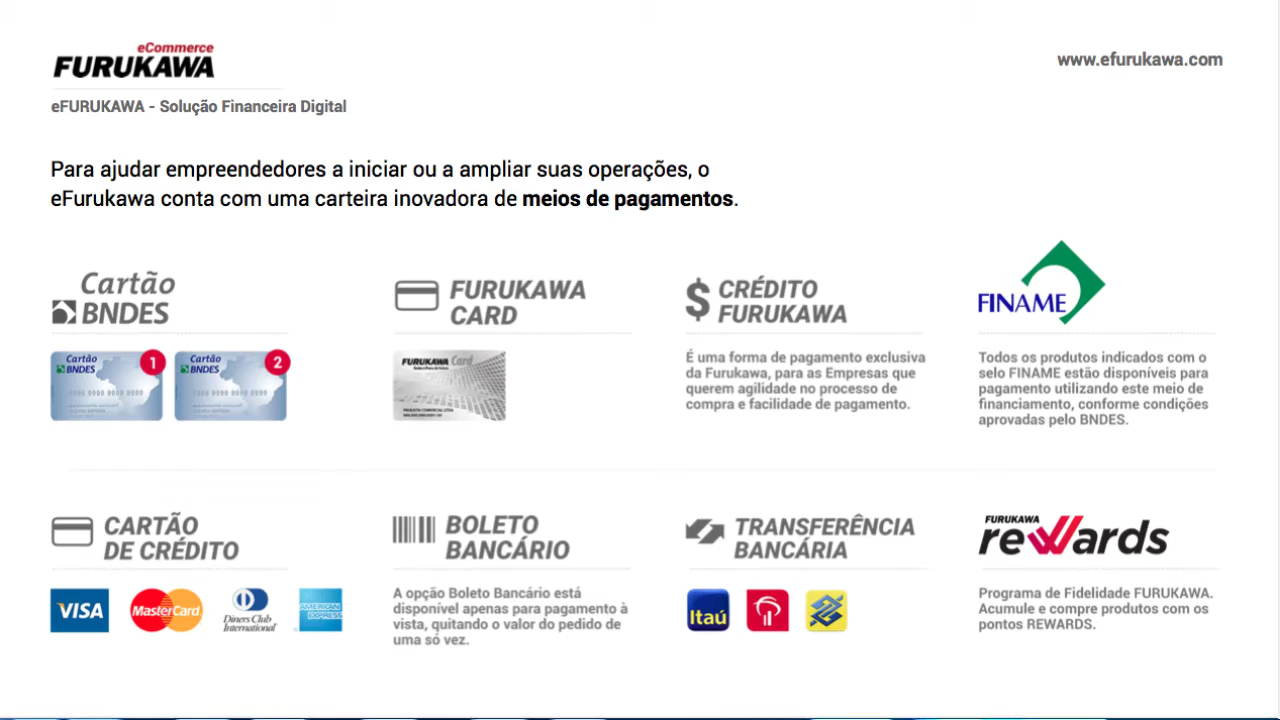 eCommerce
FURUKAWA
www.efurukawa.com
eFURUKAWA - Solução Financeira Digital
Para ajudar empreendedores a iniciar ou a ampliar suas operações, o
eFurukawa conta com uma carteira inovadora de meios de pagamentos.
Cartão
BNDES
Cartão
BNDES
1
Cartão
BNDES
2
FURUKAWA
CARD
FURUKAWA Card
$ CRÉDITO
FURUKAWA
É uma forma de pagamento exclusiva
da Furukawa, para as Empresas que
querem agilidade no processo de
compra e facilidade de pagamento.
FINAME
Todos os produtos indicados com o
selo FINAME estão disponíveis para
pagamento utilizando este meio de
financiamento, conforme condições
aprovadas pelo BNDES.
CARTÃO
DE CRÉDITO
VISA
MasterCard
Diners Club
International
AMERICAN
EXPRESS
BOLETO
BANCÁRIO
A opção Boleto Bancário está
disponível apenas para pagamento à
vista, quitando o valor do pedido de
uma só vez.
TRANSFERÊNCIA
BANCÁRIA
Itaú
FURUKAWA
rewards
Programa de Fidelidade FURUKAWA.
Acumule e compre produtos com os
pontos REWARDS.